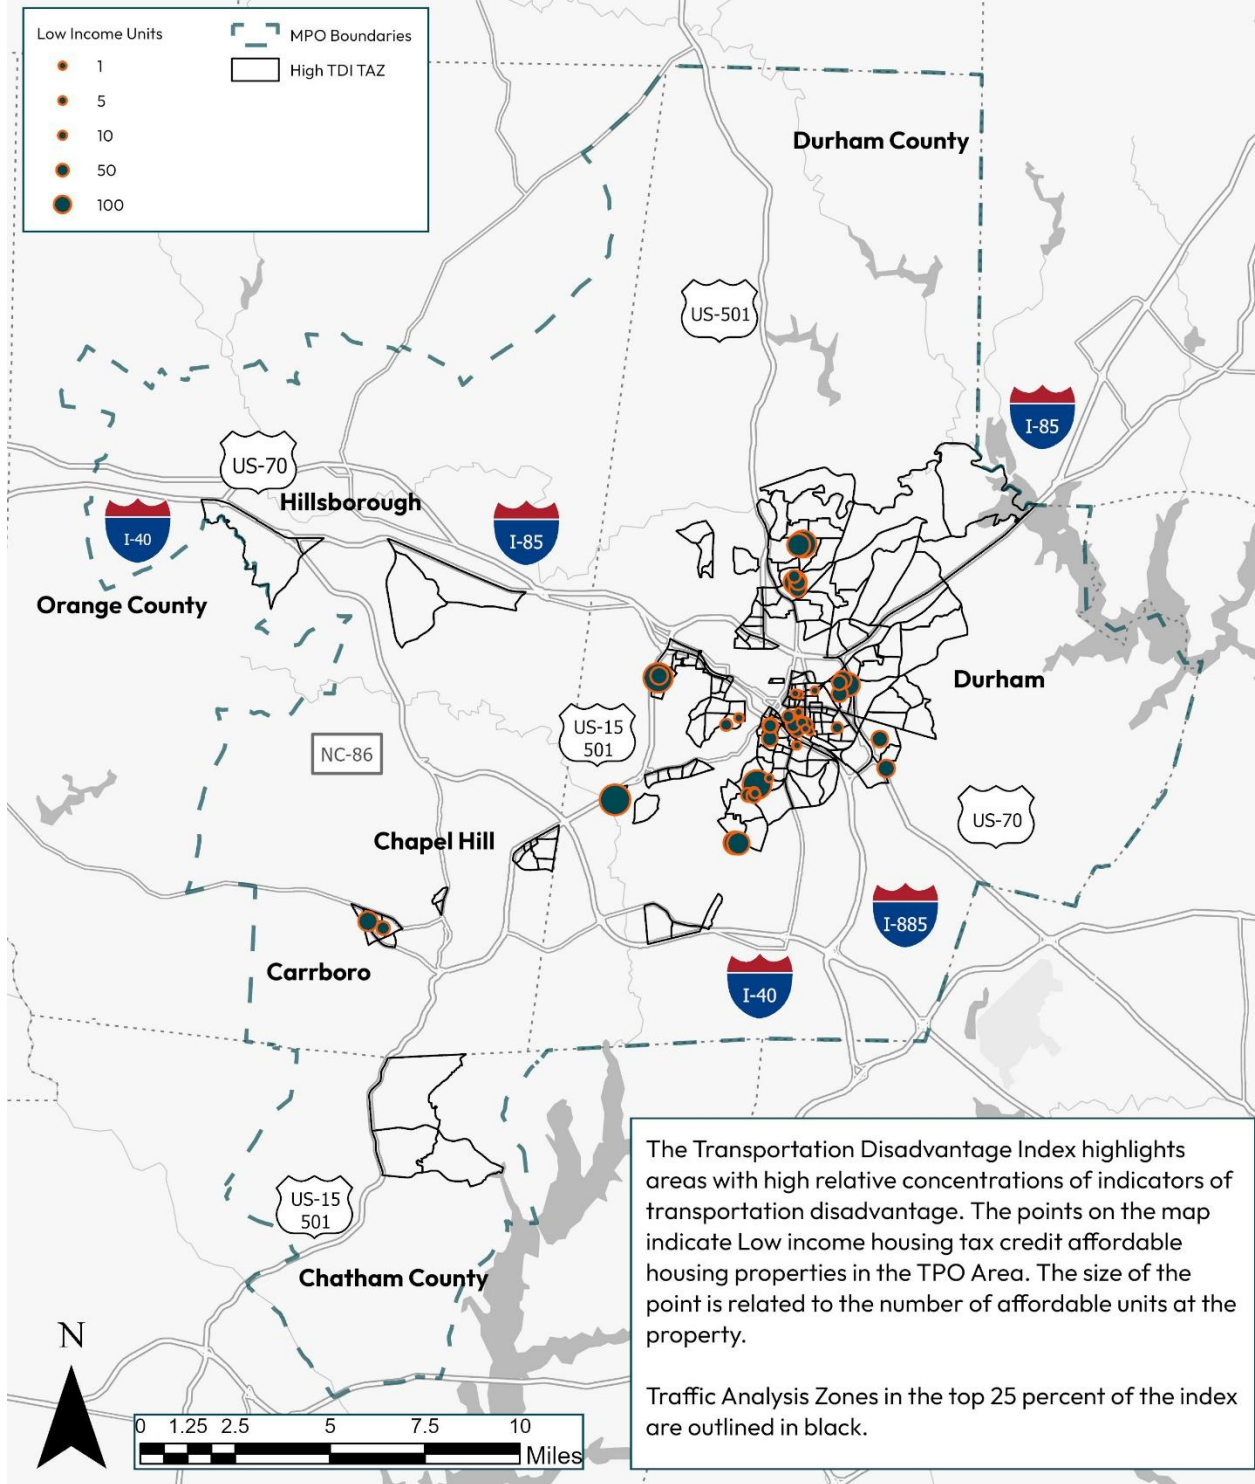 Low Income Units
1
5
10
50
100
MPO Boundaries
High TDI TAZ
Durham County
US-501
I-85
US-70
Hillsborough
I-40
I-85
Orange County
Durham
US-15
501
NC-86
US-70
Chapel Hill
I-885
Carrboro
I-40
US-15
501
Chatham County
The Transportation Disadvantage Index highlights
areas with high relative concentrations of indicators of
transportation disadvantage. The points on the map
indicate Low income housing tax credit affordable
housing properties in the TPO Area. The size of the
point is related to the number of affordable units at the
property.
Traffic Analysis Zones in the top 25 percent of the index
are outlined in black.
N
0 1.25 2.5 5 7.5 10
Miles